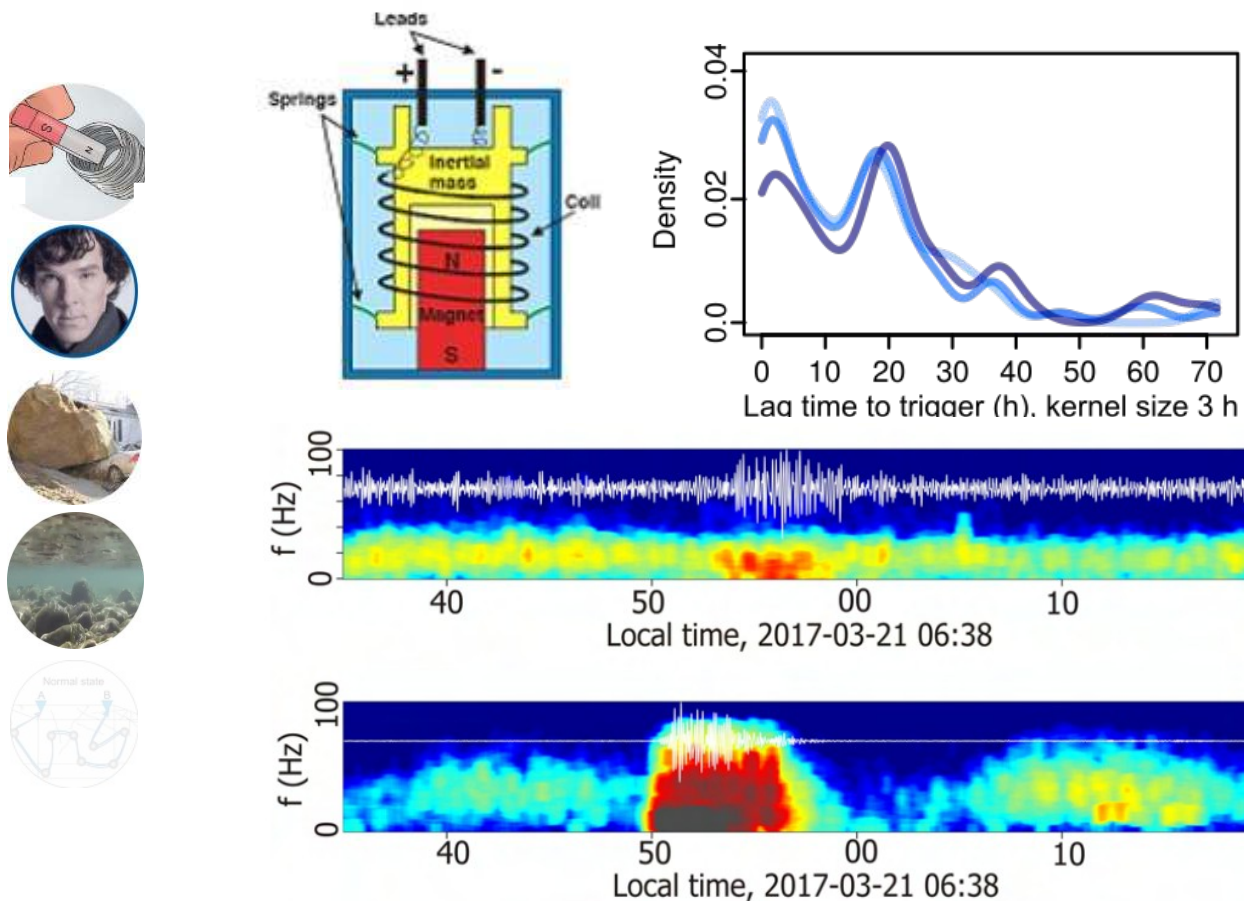 S
N
Normal state
A
B
Leads
+
-
Springs
Inertial
mass
Coil
N
Magnet
S
0.04
0.02
0.0
Density
0 10 20 30 40 50 60 70
Lag time to trigger (h), kernel size 3 h
100
0
f (Hz)
40 50 00 10
Local time, 2017-03-21 06:38
100
0
f (Hz)
40 50 00 10
Local time, 2017-03-21 06:38